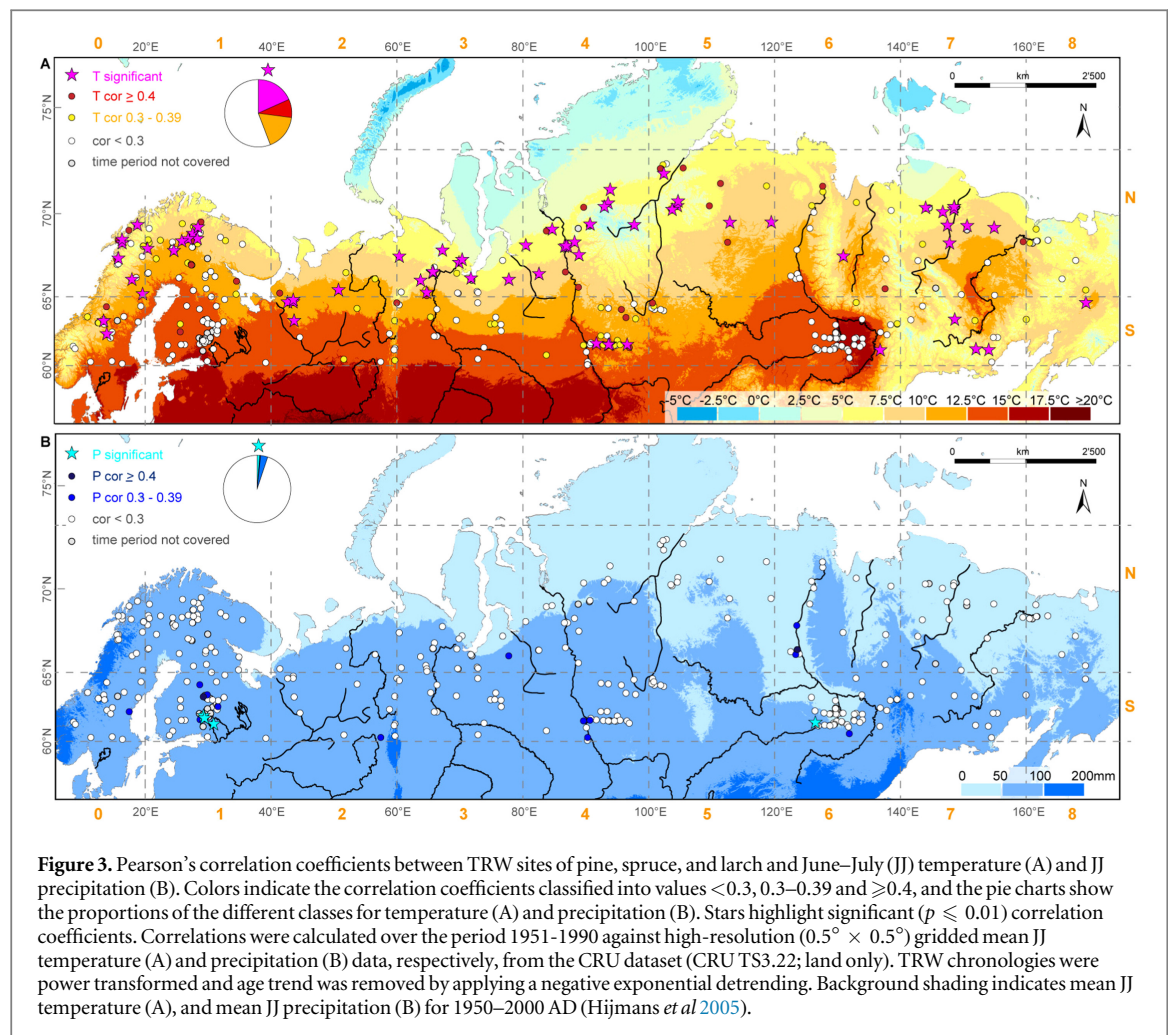 0 20°E 1 40°E 2 60°E 3 80°E 4 100°E 5 120°E 6 140°E 7 160°E 8
A
T significant
T cor ≥ 0.4
T cor 0.3 - 0.39
cor < 0.3
time period not covered
0 km 2'500
N
75°N
70°N
65°N
60°N
N
S
-5°C -2.5°C 0°C 2.5°C 5°C 7.5°C 10°C 12.5°C 15°C 17.5°C ≥20°C
B
P significant
P cor ≥ 0.4
P cor 0.3 - 0.39
cor < 0.3
time period not covered
0 km 2'500
N
75°N
70°N
65°N
60°N
N
S
0 50 100 200mm
0 20°E 1 40°E 2 60°E 3 80°E 4 100°E 5 120°E 6 140°E 7 160°E 8
Figure 3. Pearson's correlation coefficients between TRW sites of pine, spruce, and larch and June–July (JJ) temperature (A) and JJ
precipitation (B). Colors indicate the correlation coefficients classified into values <0.3, 0.3–0.39 and ≥0.4, and the pie charts show
the proportions of the different classes for temperature (A) and precipitation (B). Stars highlight significant (p ≤ 0.01) correlation
coefficients. Correlations were calculated over the period 1951-1990 against high-resolution (0.5° × 0.5°) gridded mean JJ
temperature (A) and precipitation (B) data, respectively, from the CRU dataset (CRU TS3.22; land only). TRW chronologies were
power transformed and age trend was removed by applying a negative exponential detrending. Background shading indicates mean JJ
temperature (A), and mean JJ precipitation (B) for 1950–2000 AD (Hijmans et al 2005).